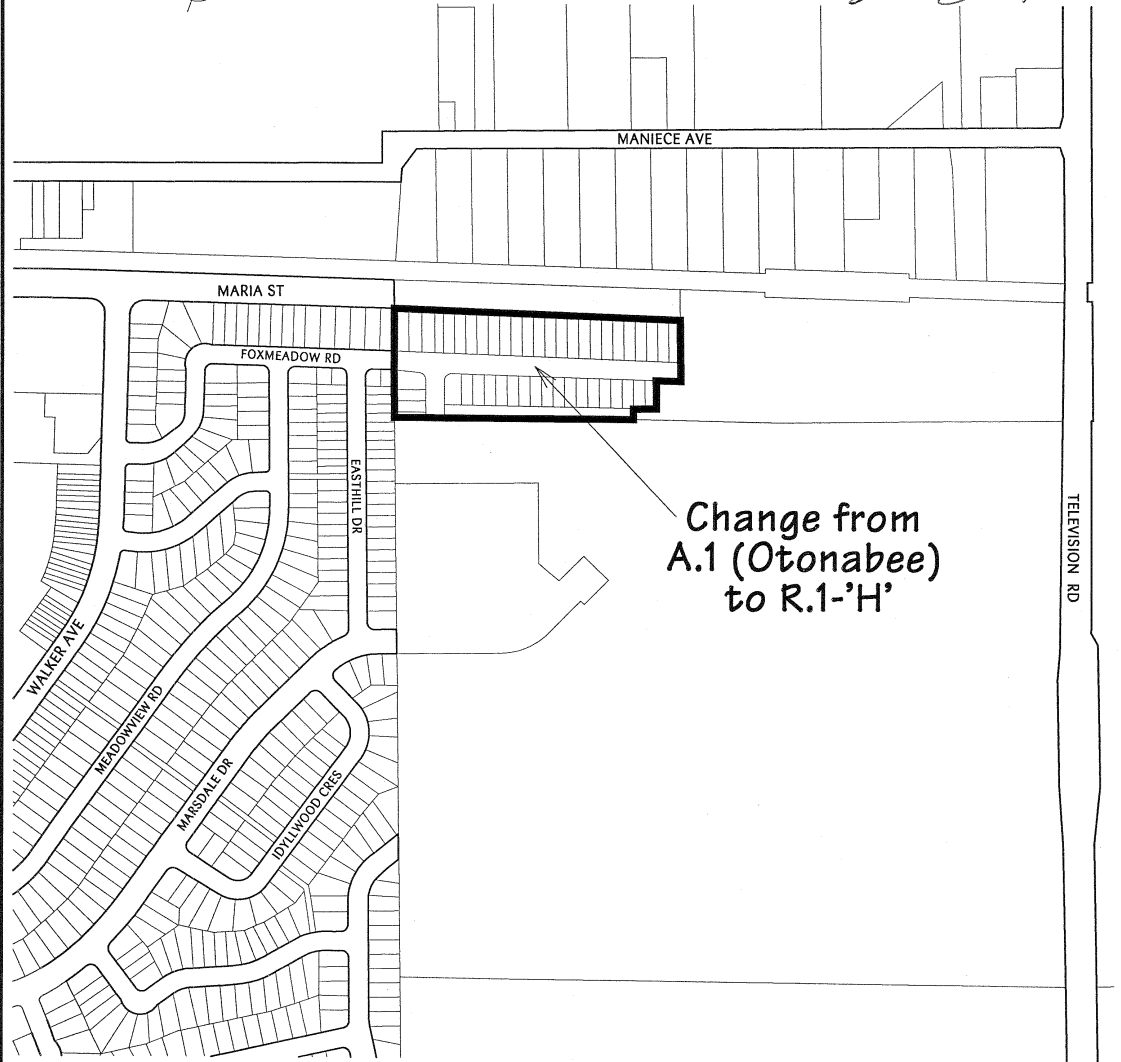 MANIECE AVE
MARIA ST
FOXMEADOW RD
EASTHILL DR
Change from
A.1 (Otonabee)
to R.1-'H'
TELEVISION RD
WALKER AVE
MEADOWVIEW RD
MARSDALE DR
IDYLLWOOD CRES